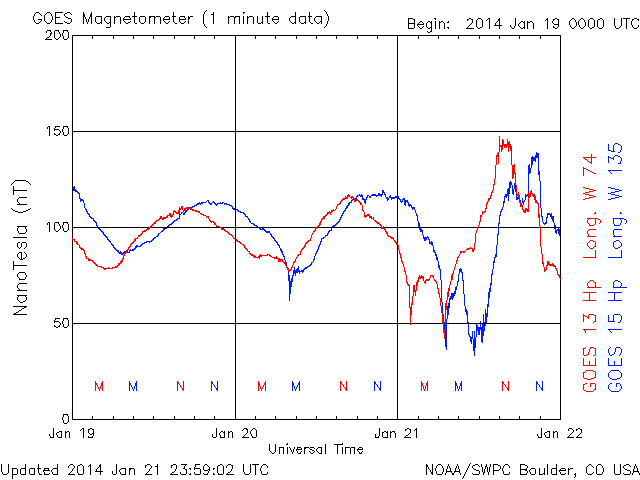 GOES Magnetometer (1 minute data)
Begin: 2014 Jan 19 0000 UTC
200
150
100
50
0
NanoTesla (nT)
M M N N M M N N M M N N
Jan 19 Jan 20 Jan 21 Jan 22
Universal Time
GOES 13 Hp Long. W 74
GOES 15 Hp Long. W 135
Updated 2014 Jan 21 23:59:02 UTC
NOAA/SWPC Boulder, CO USA